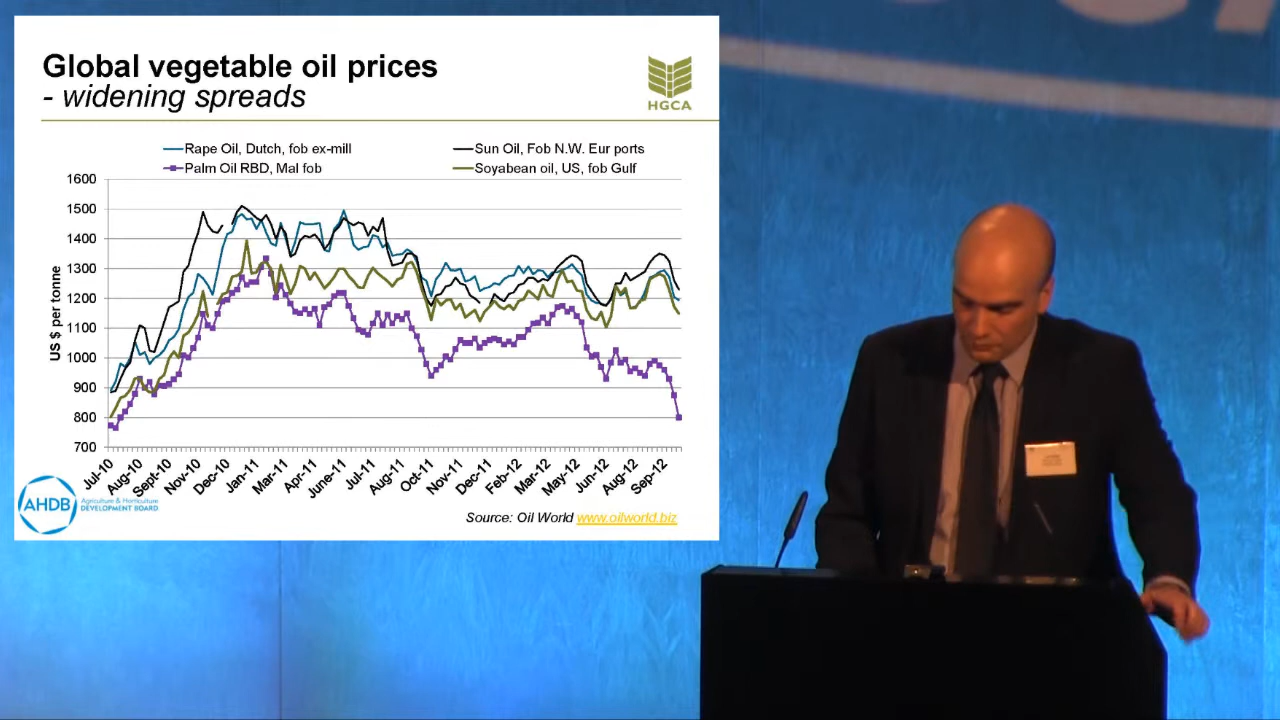 Global vegetable oil prices
- widening spreads
HGCA
Rape Oil, Dutch, fob ex-mill
Sun Oil, Fob N.W. Eur ports
Palm Oil RBD, Mal fob
Soyabean oil, US, fob Gulf
US $ per tonne
1600
1500
1400
1300
1200
1100
1000
900
800
700
Jul-10
Aug-10
Sept-10
Nov-10
Dec-10
Jan-11
Mar-11
Apr-11
June-11
Jul-11
Aug-11
Oct-11
Nov-11
Dec-11
Feb-12
Mar-12
May-12
Jun-12
Aug-12
Sep-12
AHDB
Agriculture & Horticulture
DEVELOPMENT BOARD
Source: Oil World www.oilworld.biz